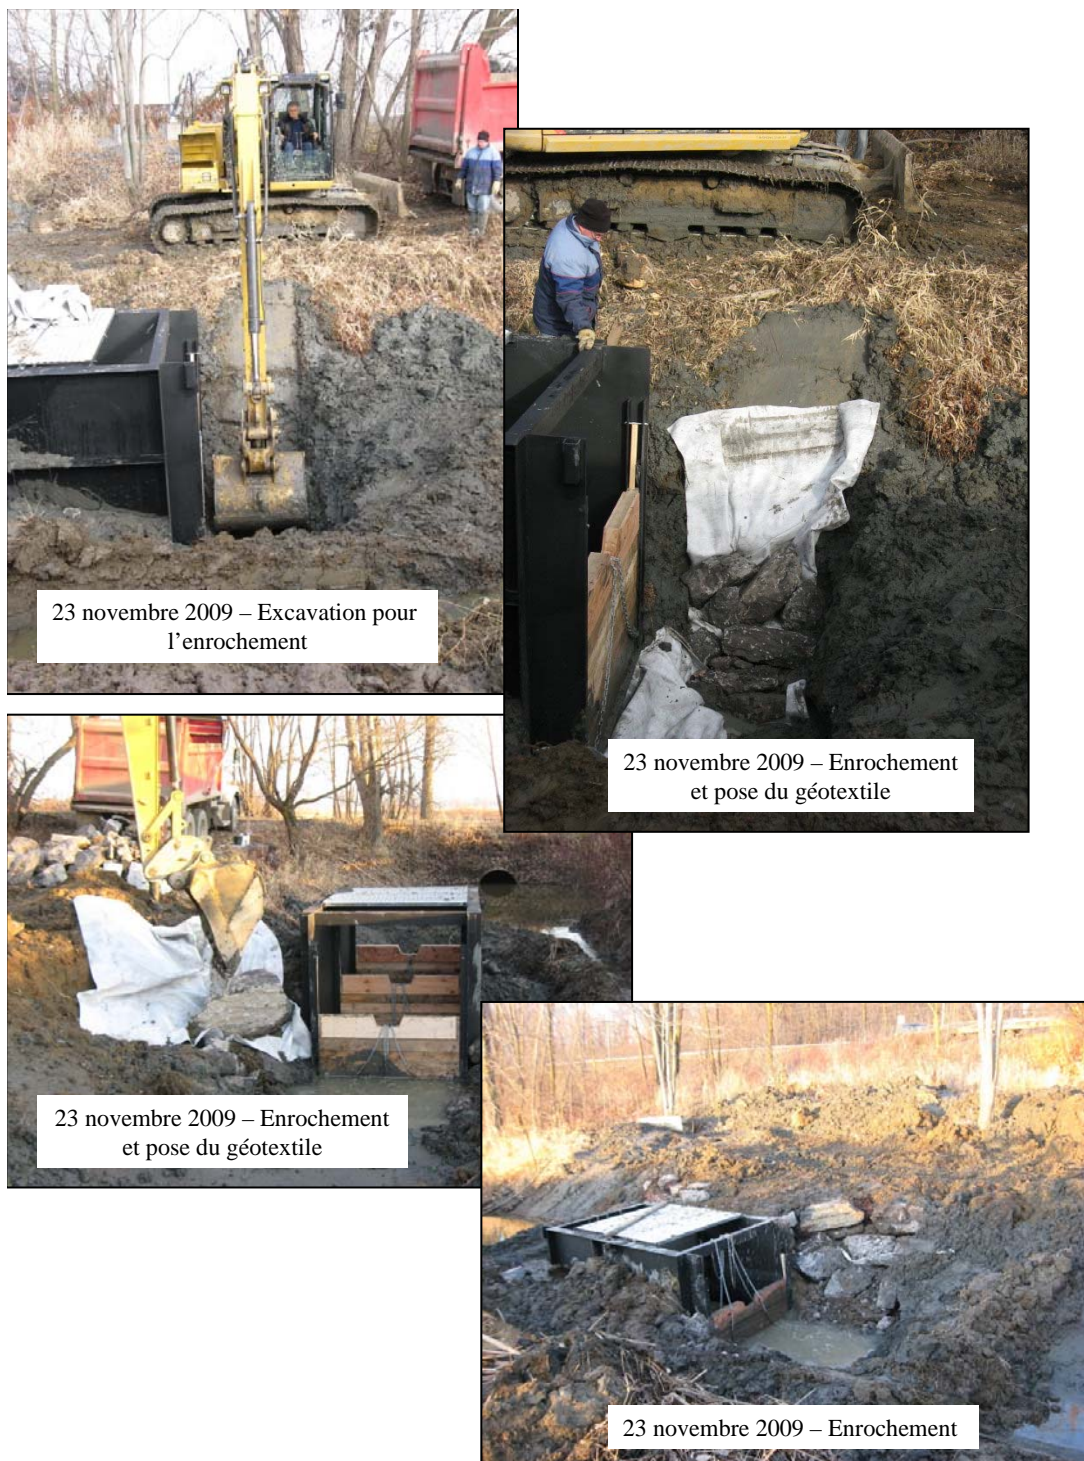 23 novembre 2009 – Excavation pour
l’enrochement
23 novembre 2009 – Enrochement
et pose du géotextile
23 novembre 2009 – Enrochement
et pose du géotextile
23 novembre 2009 – Enrochement